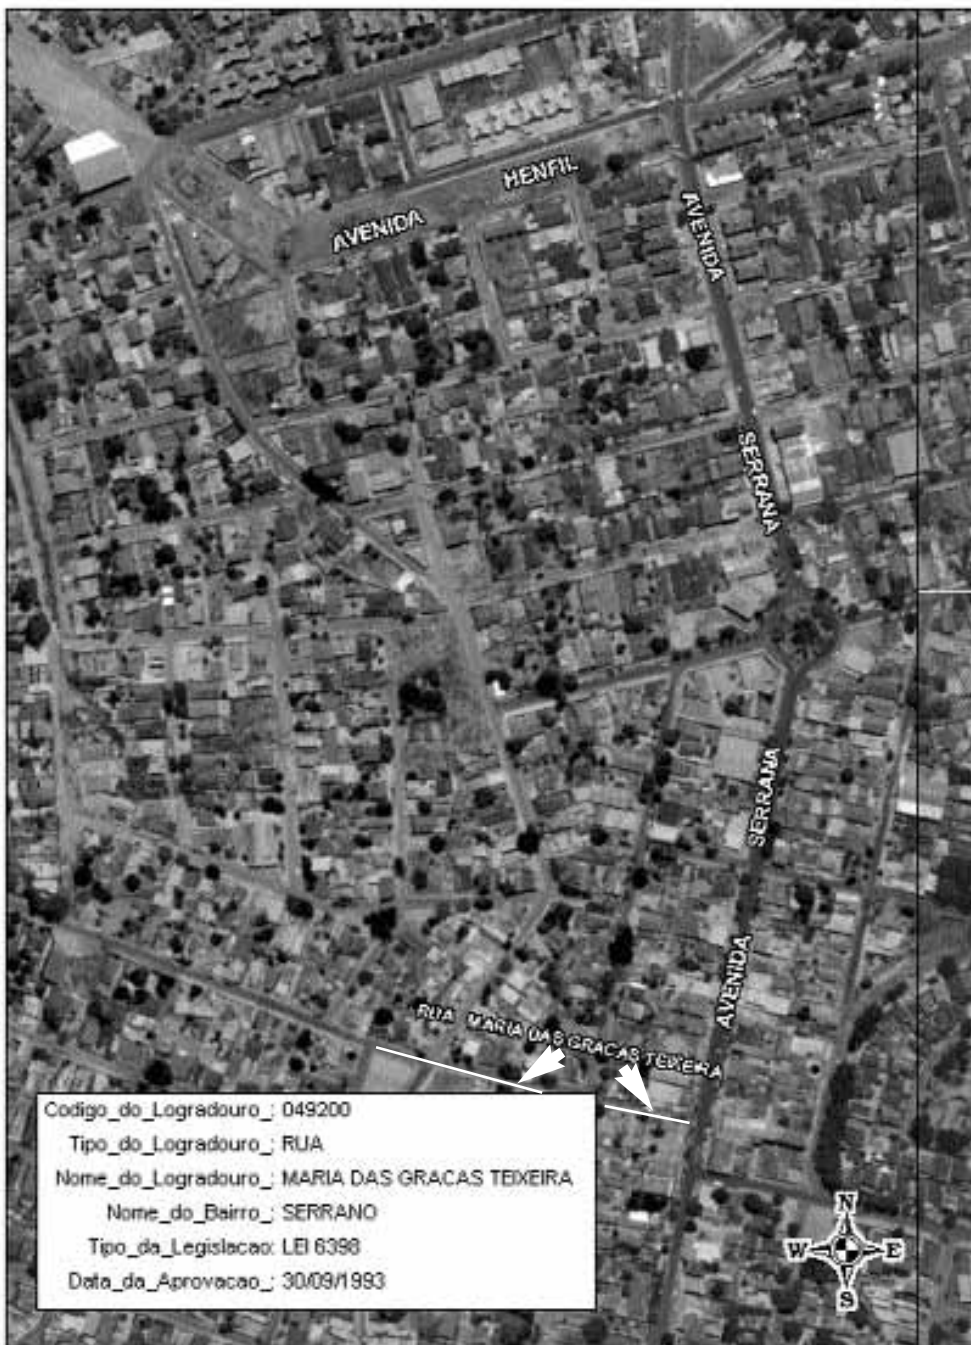 AVENIDA HENFIL
AVENIDA SERRANA
AVENIDA SERRANA
RUA MARIA DAS GRACAS TEIXEIRA
Codigo_do_Logradouro_: 049200
Tipo_do_Logradouro_: RUA
Nome_do_Logradouro_: MARIA DAS GRACAS TEIXEIRA
Nome_do_Bairro_: SERRANO
Tipo_da_Legislacao: LEI 6398
Data_da_Aprovacao_: 30/09/1993
N
W E
S